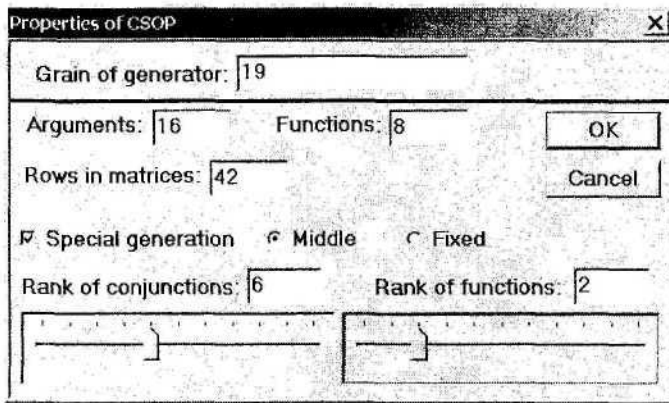 Properties of CSOP
Grain of generator: 19
Arguments: 16 Functions: 8 OK
Rows in matrices: 42 Cancel
Special generation Middle Fixed
Rank of conjunctions: 6 Rank of functions: 2